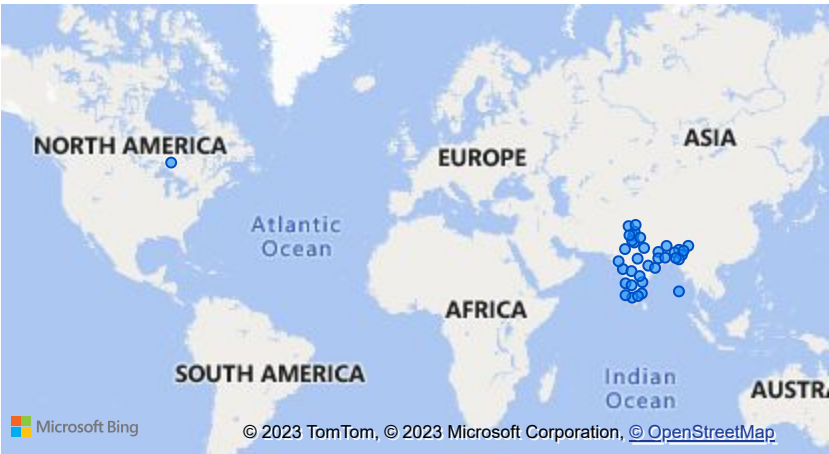 NORTH AMERICA
ASIA
EUROPE
Atlantic
Ocean
AFRICA
SOUTH AMERICA
Indian
Ocean
AUSTRA
Microsoft Bing
© 2023 TomTom, © 2023 Microsoft Corporation, © OpenStreetMap